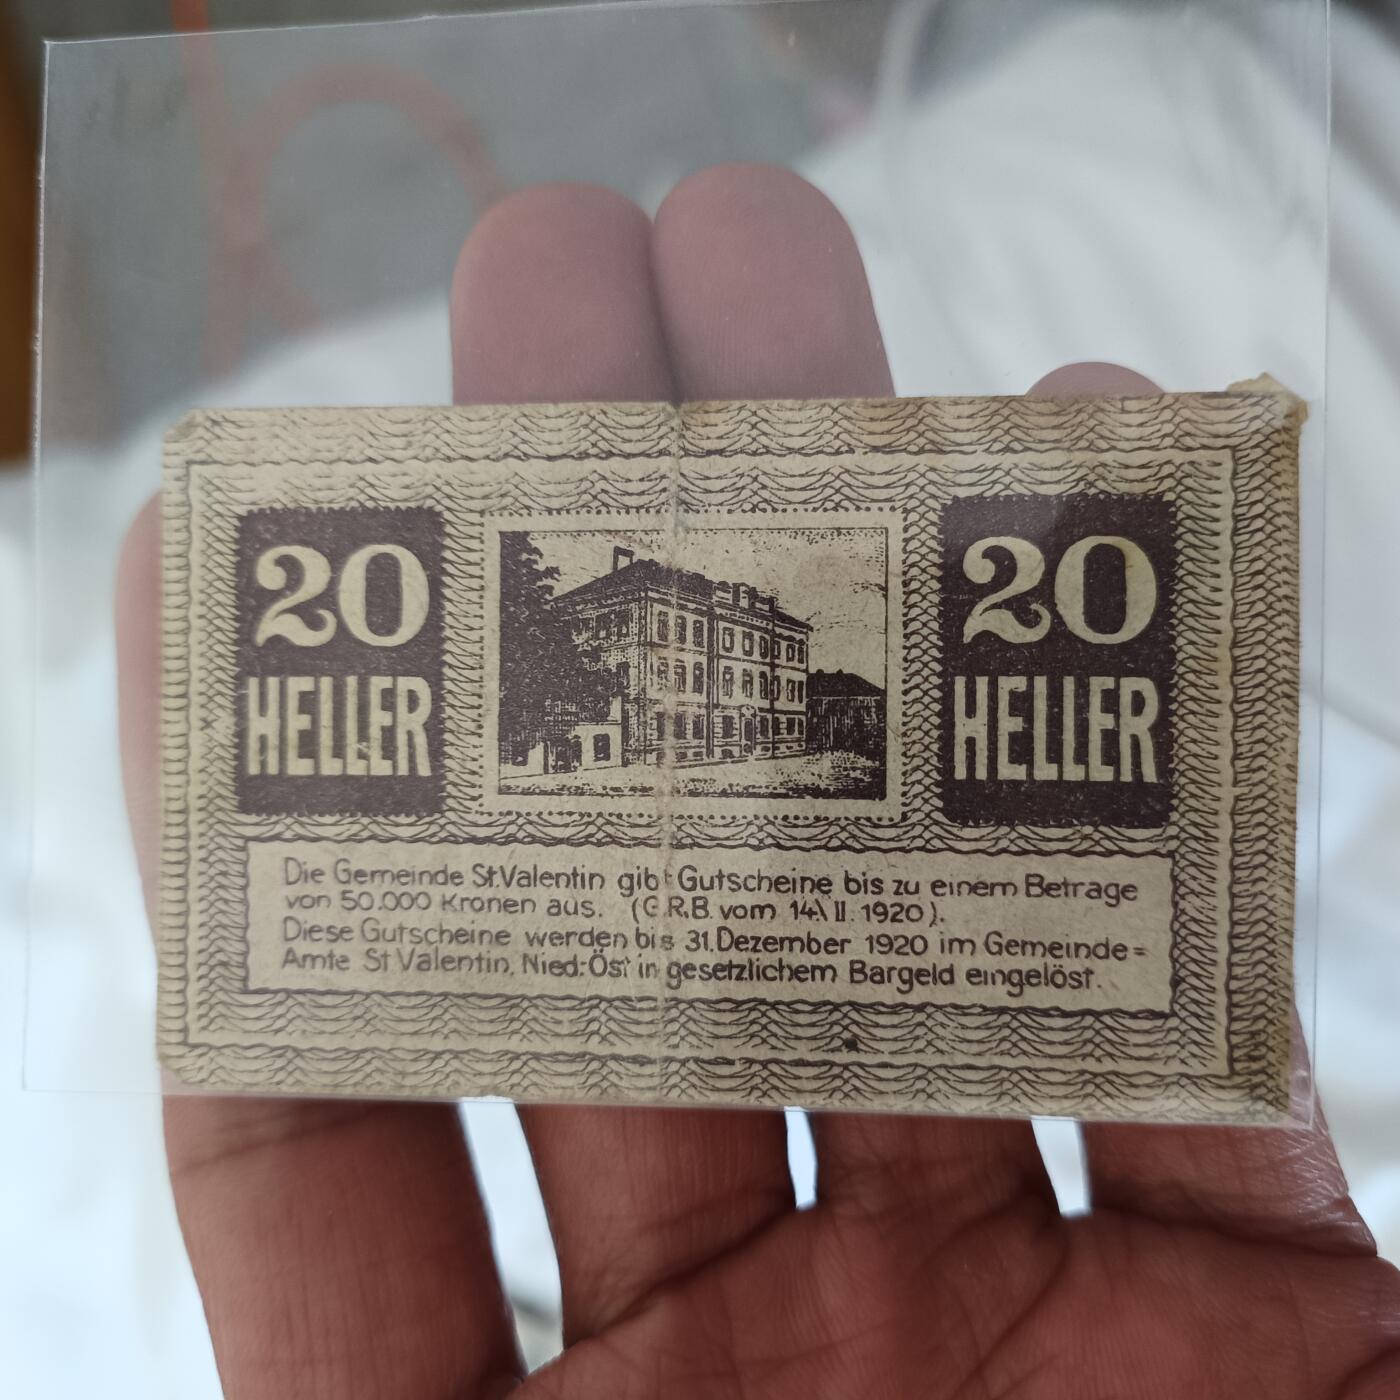 20
HELLER
20
HELLER
Die Gemeinde St.Valentin gibt Gutscheine bis zu einem Betrage
von 50.000 Kronen aus. (G.R.B. vom 14.\II. 1920).
Diese Gutscheine werden bis 31.Dezember 1920 im Gemeinde=
Amte St Valentin, Nied:Öst in gesetzlichem Bargeld eingelöst.